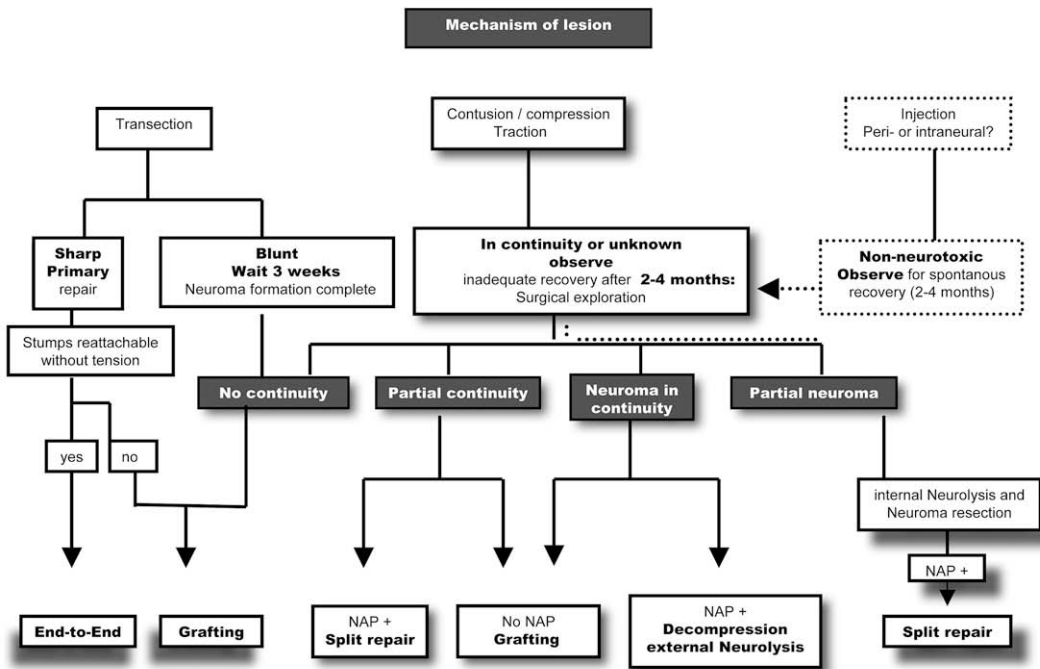 Mechanism of lesion
Transection
Contusion / compression
Traction
Injection
Peri- or intraneural?
Sharp
Primary
repair
Blunt
Wait 3 weeks
Neuroma formation complete
In continuity or unknown
observe
inadequate recovery after 2-4 months:
Surgical exploration
Non-neurotoxic
Observe for spontanous
recovery (2-4 months)
Stumps reattachable
without tension
No continuity
Partial continuity
Neuroma in
continuity
Partial neuroma
yes
no
internal Neurolysis and
Neuroma resection
NAP +
End-to-End
Grafting
NAP +
Split repair
No NAP
Grafting
NAP +
Decompression
external Neurolysis
Split repair